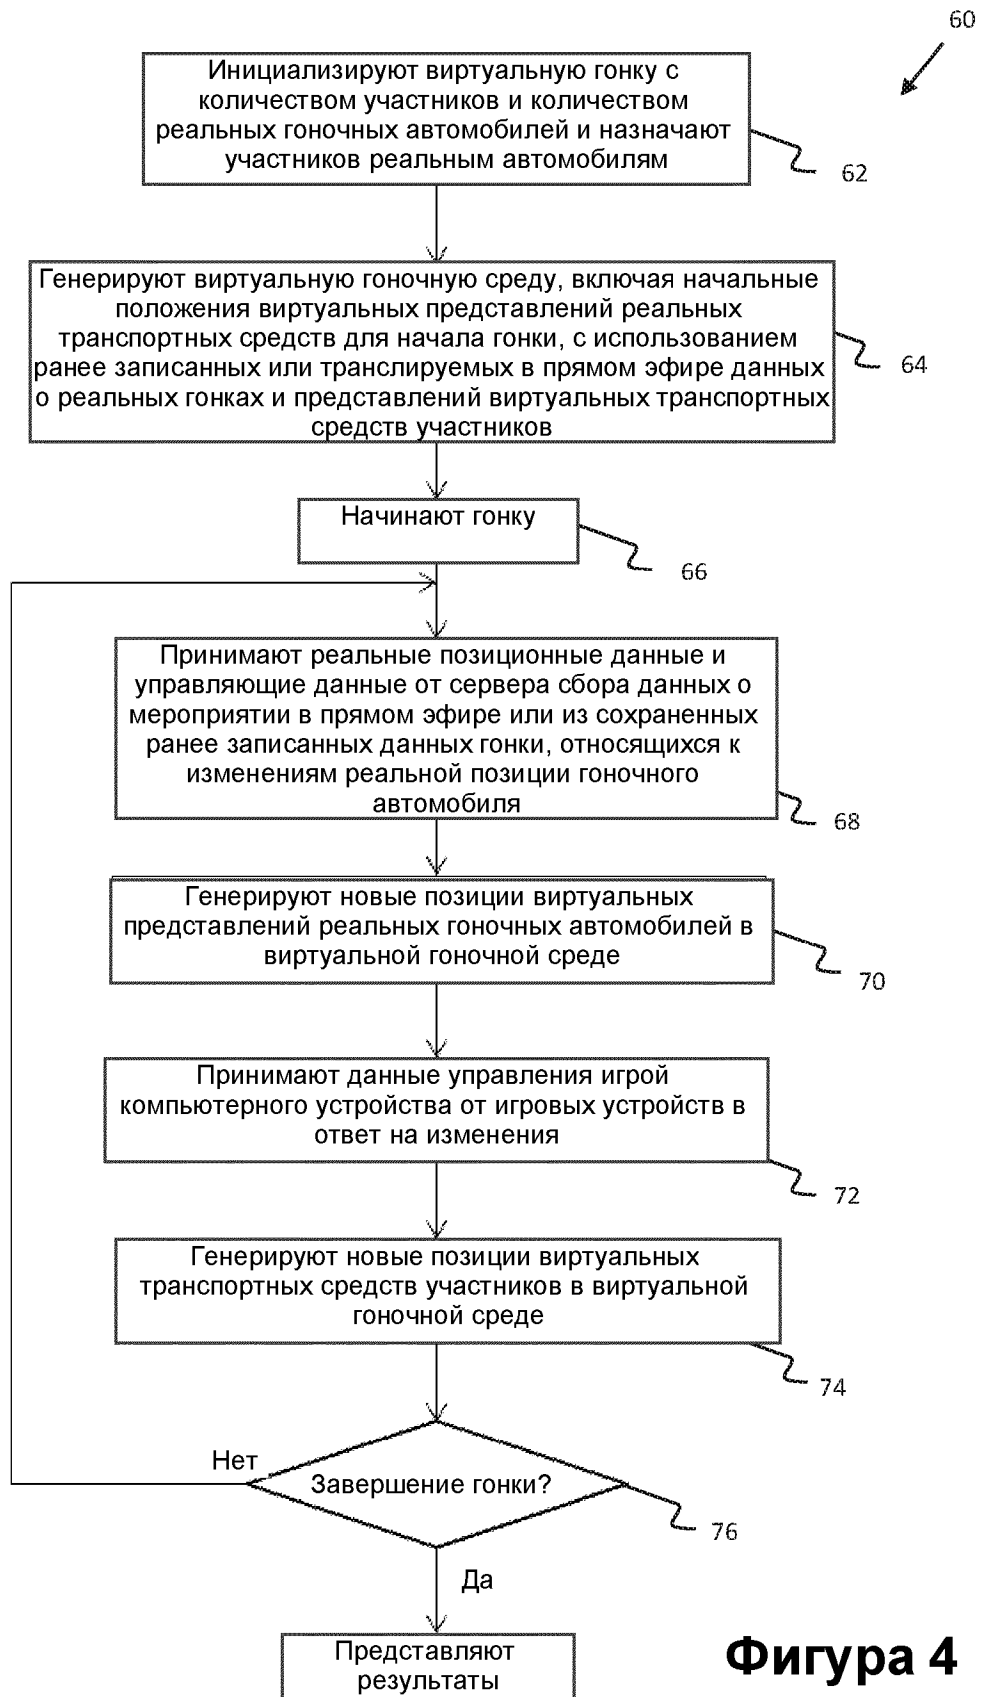 60
Инициализируют виртуальную гонку с
количеством участников и количеством
реальных гоночных автомобилей и назначают
участников реальным автомобилям
62
Генерируют виртуальную гоночную среду, включая начальные
положения виртуальных представлений реальных
транспортных средств для начала гонки, с использованием
ранее записанных или транслируемых в прямом эфире данных
о реальных гонках и представлений виртуальных транспортных
средств участников
64
Начинают гонку
66
Принимают реальные позиционные данные и
управляющие данные от сервера сбора данных о
мероприятии в прямом эфире или из сохраненных
ранее записанных данных гонки, относящихся к
изменениям реальной позиции гоночного
автомобиля
68
Генерируют новые позиции виртуальных
представлений реальных гоночных автомобилей в
виртуальной гоночной среде
70
Принимают данные управления игрой
компьютерного устройства от игровых устройств в
ответ на изменения
72
Генерируют новые позиции виртуальных
транспортных средств участников в виртуальной
гоночной среде
74
Нет
Завершение гонки?
76
Да
Представляют
результаты
Фигура 4